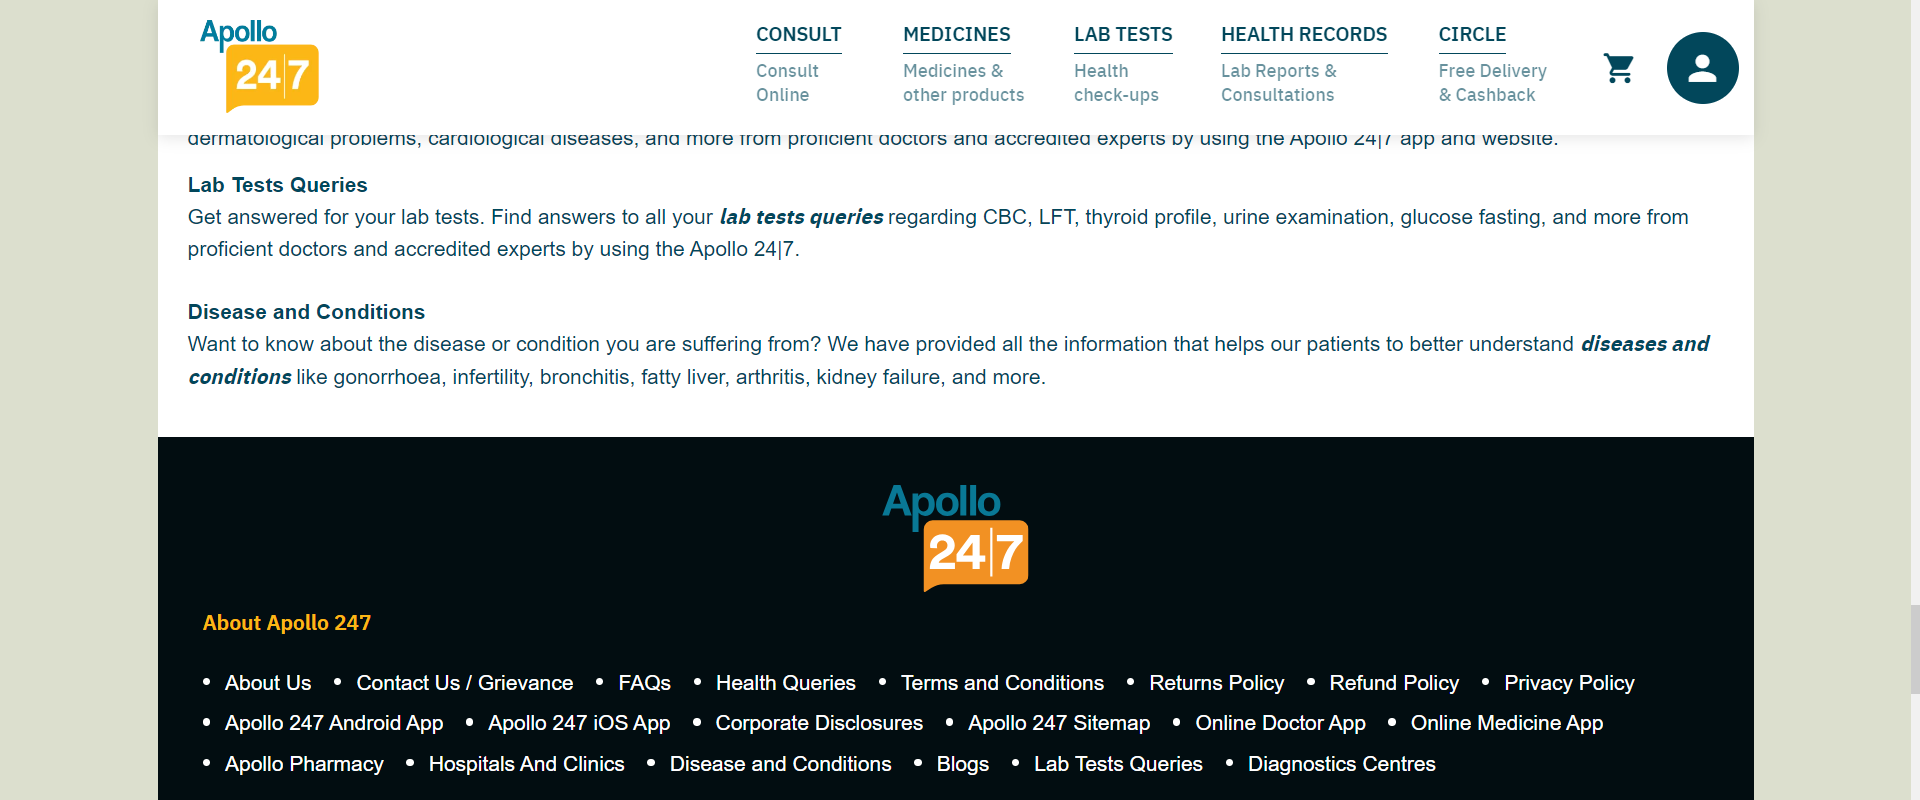 Apollo
24|7
CONSULT
Consult
Online
MEDICINES
Medicines &
other products
LAB TESTS
Health
check-ups
HEALTH RECORDS
Lab Reports &
Consultations
CIRCLE
Free Delivery
& Cashback
dermatological problems, cardiological diseases, and more from proficient doctors and accredited experts by using the Apollo 24|7 app and website.
Lab Tests Queries
Get answered for your lab tests. Find answers to all your lab tests queries regarding CBC, LFT, thyroid profile, urine examination, glucose fasting, and more from
proficient doctors and accredited experts by using the Apollo 24|7.
Disease and Conditions
Want to know about the disease or condition you are suffering from? We have provided all the information that helps our patients to better understand diseases and
conditions like gonorrhoea, infertility, bronchitis, fatty liver, arthritis, kidney failure, and more.
Apollo
24|7
About Apollo 247
• About Us • Contact Us / Grievance • FAQs • Health Queries • Terms and Conditions • Returns Policy • Refund Policy • Privacy Policy
• Apollo 247 Android App • Apollo 247 iOS App • Corporate Disclosures • Apollo 247 Sitemap • Online Doctor App • Online Medicine App
• Apollo Pharmacy • Hospitals And Clinics • Disease and Conditions • Blogs • Lab Tests Queries • Diagnostics Centres